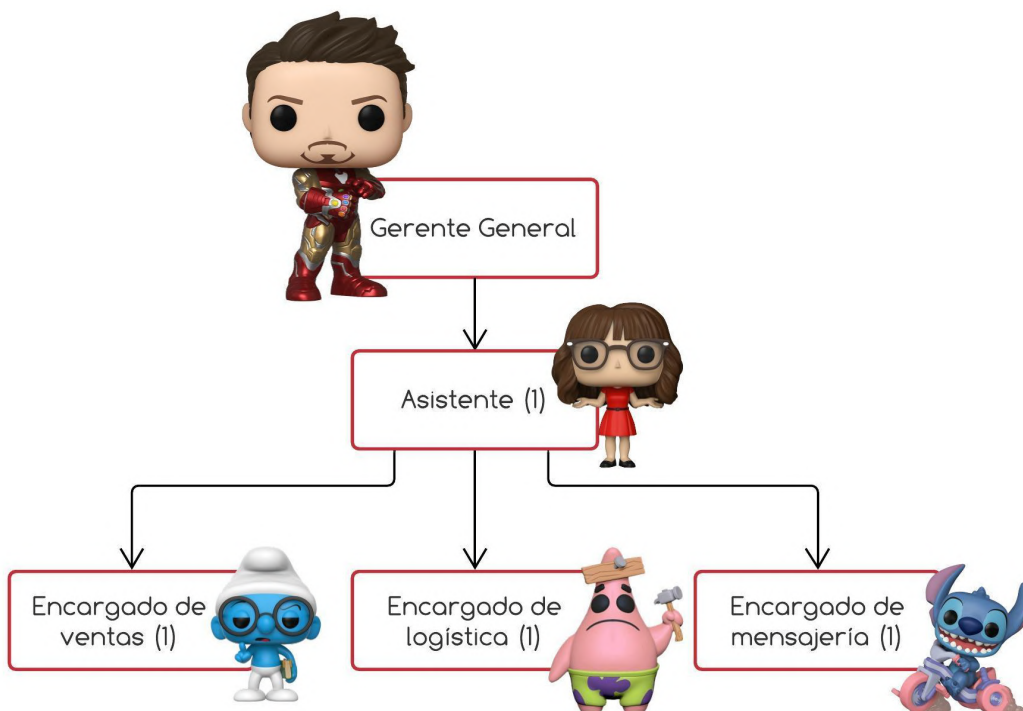 Gerente General
Asistente (1)
Encargado de
ventas (1)
Encargado de
logística (1)
Encargado de
mensajería (1)